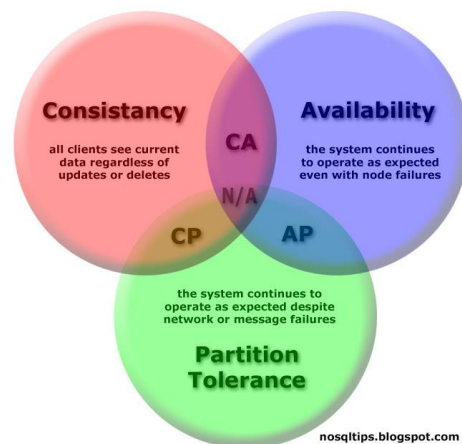 Consistancy
all clients see current
data regardless of
updates or deletes
Availability
the system continues
to operate as expected
even with node failures
CA
N/A
CP
AP
the system continues to
operate as expected despite
network or message failures
Partition
Tolerance
nosqltips.blogspot.com